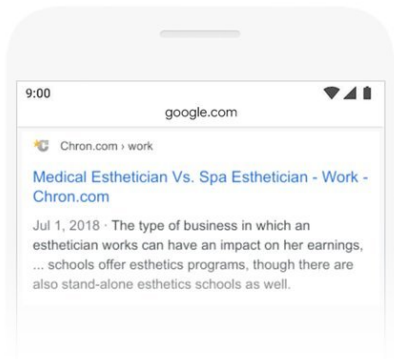 9:00
google.com
Chron.com › work
Medical Esthetician Vs. Spa Esthetician - Work -
Chron.com
Jul 1, 2018 · The type of business in which an
esthetician works can have an impact on her earnings,
... schools offer esthetics programs, though there are
also stand-alone esthetics schools as well.